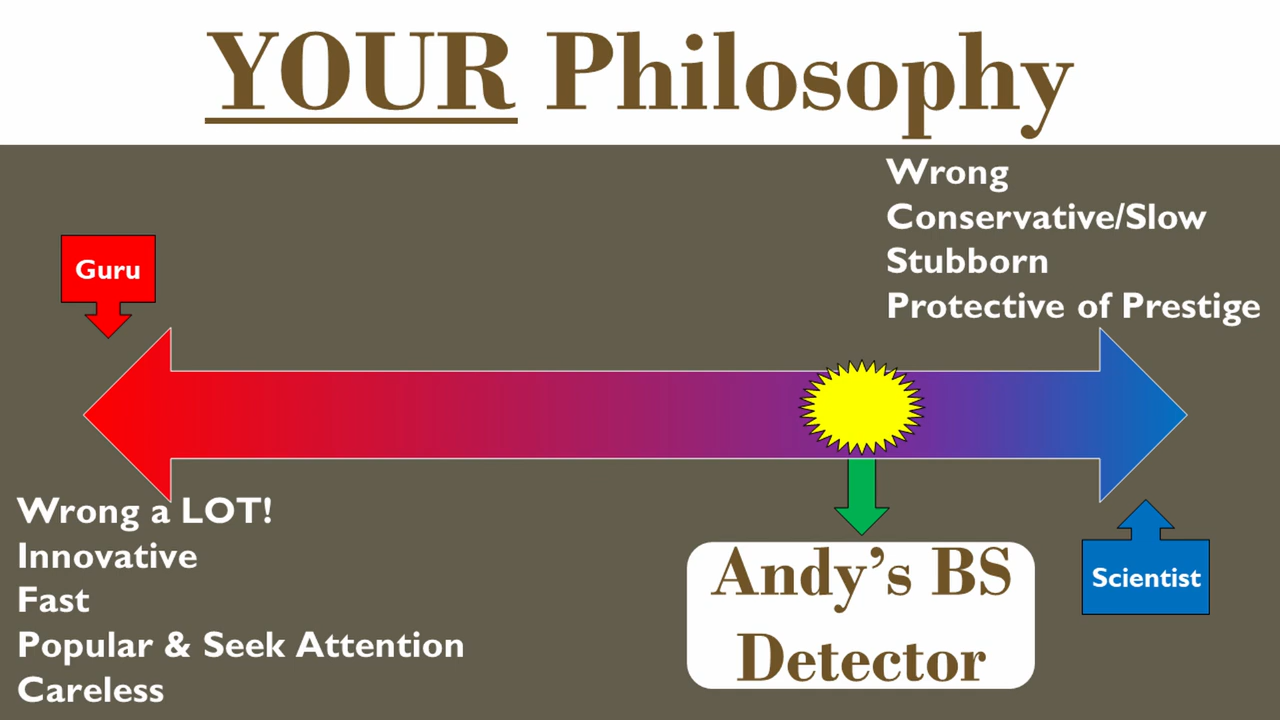 YOUR Philosophy
Wrong
Conservative/Slow
Stubborn
Protective of Prestige
Guru
Wrong a LOT!
Innovative
Fast
Popular & Seek Attention
Careless
Andy’s BS
Detector
Scientist